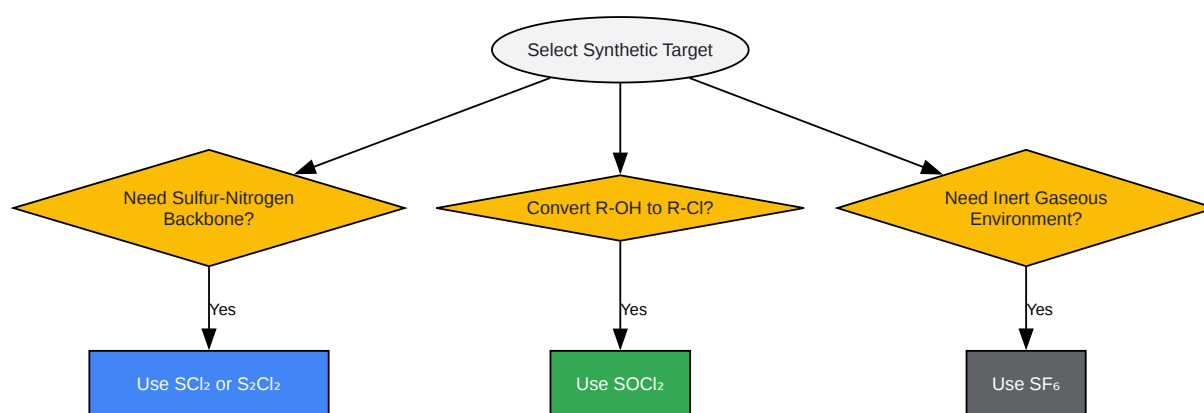 Select Synthetic Target
Need Sulfur-Nitrogen
Backbone?
Convert R-OH to R-Cl?
Need Inert Gaseous
Environment?
Yes
Yes
Yes
Use SCl₂ or S₂Cl₂
Use SOCl₂
Use SF₆